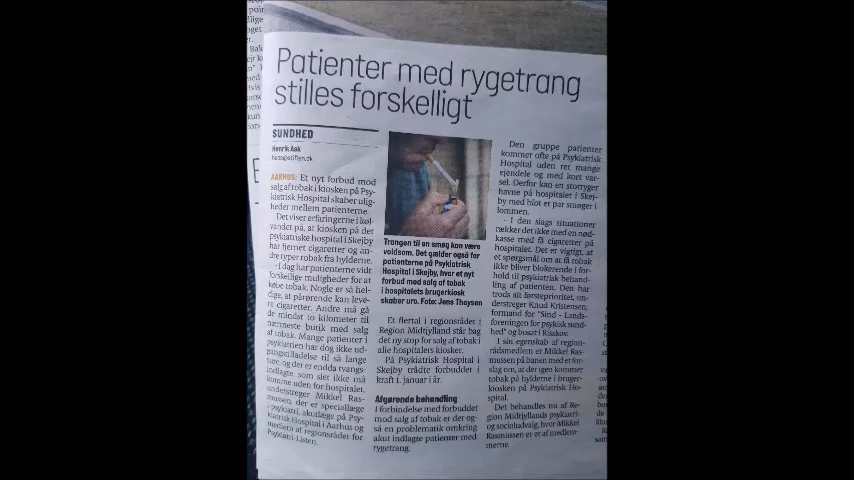 Patienter med rygetrang
stilles forskelligt
SUNDHED
Henrik Aak
AARHUS: Et nyt forbud mod
salg af tobak i kiosken på Psy-
kiatrisk Hospital skaber ulig-
heder mellem patienterne.
Det viser erfaringerne i køl-
vandet på, at kiosken på det
psykiatriske hospital i Skejby
har fjernet cigaretter og an-
dre typer tobak fra hylderne.
- I dag har patienterne vidt
forskellige muligheder for at
købe tobak. Nogle er så hel-
dige, at pårørende kan leve-
re cigaretter. Andre må gå
de mindst to kilometer til
nærmeste butik med salg
af tobak. Mange patienter i
psykiatrien har dog ikke ud-
gangstilladelse til så lange
ture, og der er endda tvangs-
indlagte, som slet ikke må
komme uden for hospitalet,
understreger Mikkel Ras-
mussen, der er speciallæge
i psykiatri, akutlæge på Psy-
kiatrisk Hospital i Aarhus og
medlem af regionsrådet for
Psykiatri-Listen.
Trangen til en smøg kan være
voldsom. Det gælder også for
patienterne på Psykiatrisk
Hospital i Skejby, hvor et nyt
forbud mod salg af tobak
i hospitalets brugerkiosk
skaber uro. Foto: Jens Thaysen
Et flertal i regionsrådet i
Region Midtjylland står bag
det ny stop for salg af tobak i
alle hospitalers kiosker.
På Psykiatrisk Hospital i
Skejby trådte forbuddet i
kraft 1. januar i år.
Afgørende behandling
I forbindelse med forbuddet
mod salg af tobak er der og-
så en problematik omkring
akut indlagte patienter med
rygetrang.
Den gruppe patienter
kommer ofte på Psykiatrisk
Hospital uden ret mange
ejendele og med kort var-
sel. Derfor kan en storryger
havne på hospitalet i Skej-
by med blot et par smøger i
lommen.
- I den slags situationer
rækker det ikke med en nød-
kasse med få cigaretter på
hospitalet. Det er vigtigt, at
et spørgsmål om at få tobak
ikke bliver blokerende i for-
hold til psykiatrisk behand-
ling af patienten. Den har
trods alt førsteprioritet, un-
derstreger Knud Kristensen,
formand for "Sind - Lands-
foreningen for psykisk sund-
hed" og bosat i Risskov.
I sin egenskab af region-
rådsmedlem er Mikkel Ras-
mussen på banen med et for-
slag om, at der igen kommer
tobak på hylderne i bruger-
kiosken på Psykiatrisk Ho-
spital.
Det behandles nu af Re-
gion Midtjyllands psykiatri-
og socialudvalg, hvor Mikkel
Rasmussen er et af medlem-
merne.